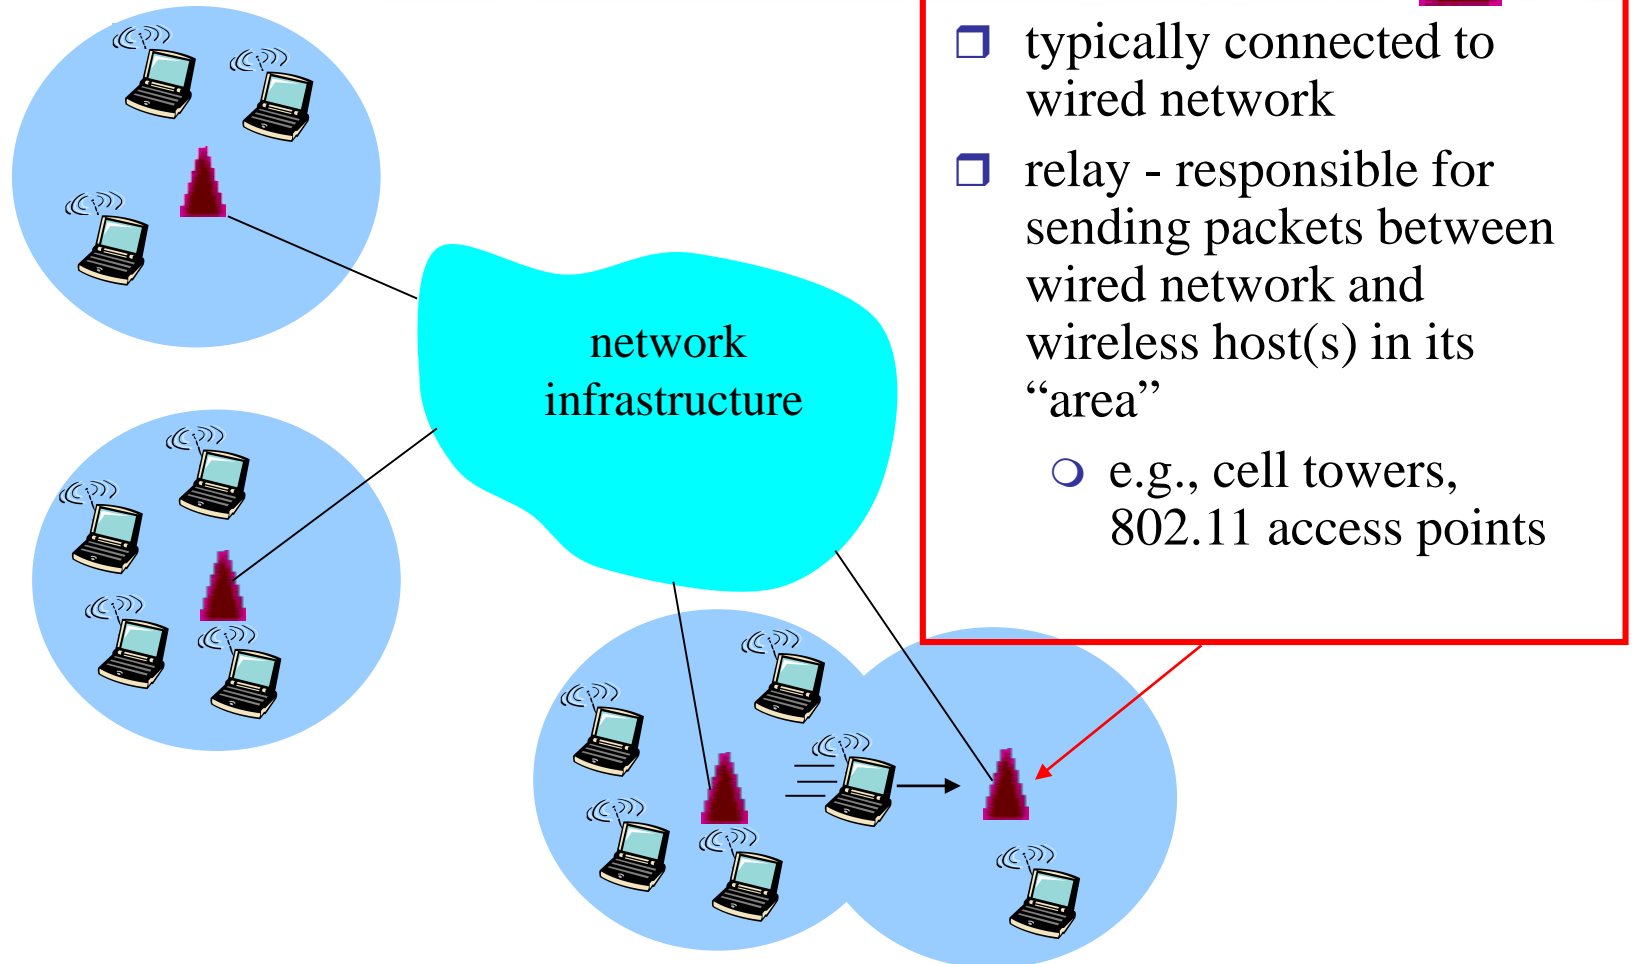 typically connected to
wired network
relay - responsible for
sending packets between
wired network and
wireless host(s) in its
“area”
e.g., cell towers,
802.11 access points
network
infrastructure